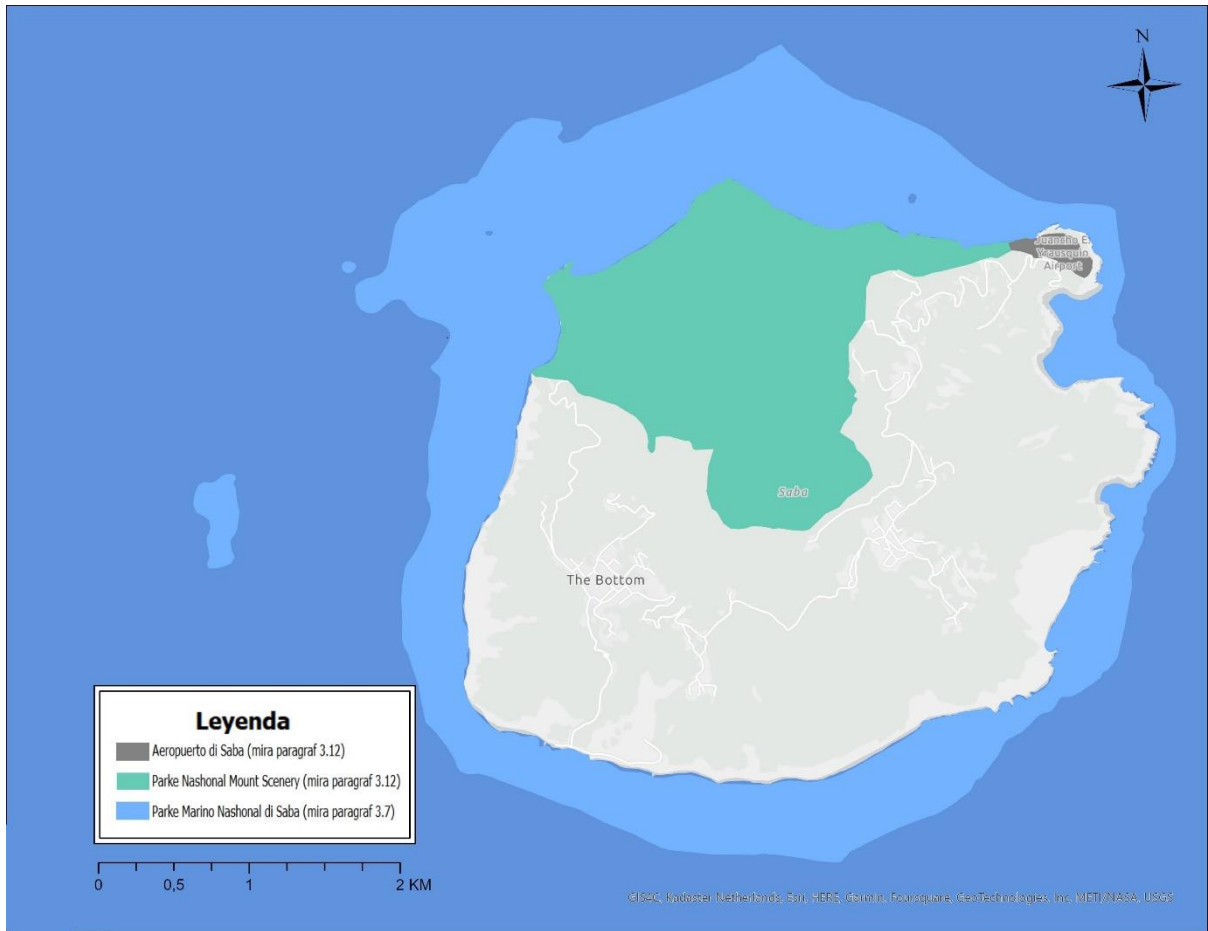 N
Juancho E.
Yrausquin
Airport
Saba
The Bottom
Leyenda
Aeropuerto di Saba (mira paragraf 3.12)
Parke Nashonal Mount Scenery (mira paragraf 3.12)
Parke Marino Nashonal di Saba (mira paragraf 3.7)
0 0,5 1 2 KM
GISAC, Kadaster Netherlands, Esri, HERE, Garmin, Foursquare, GeoTechnologies, Inc, METI/NASA, USGS